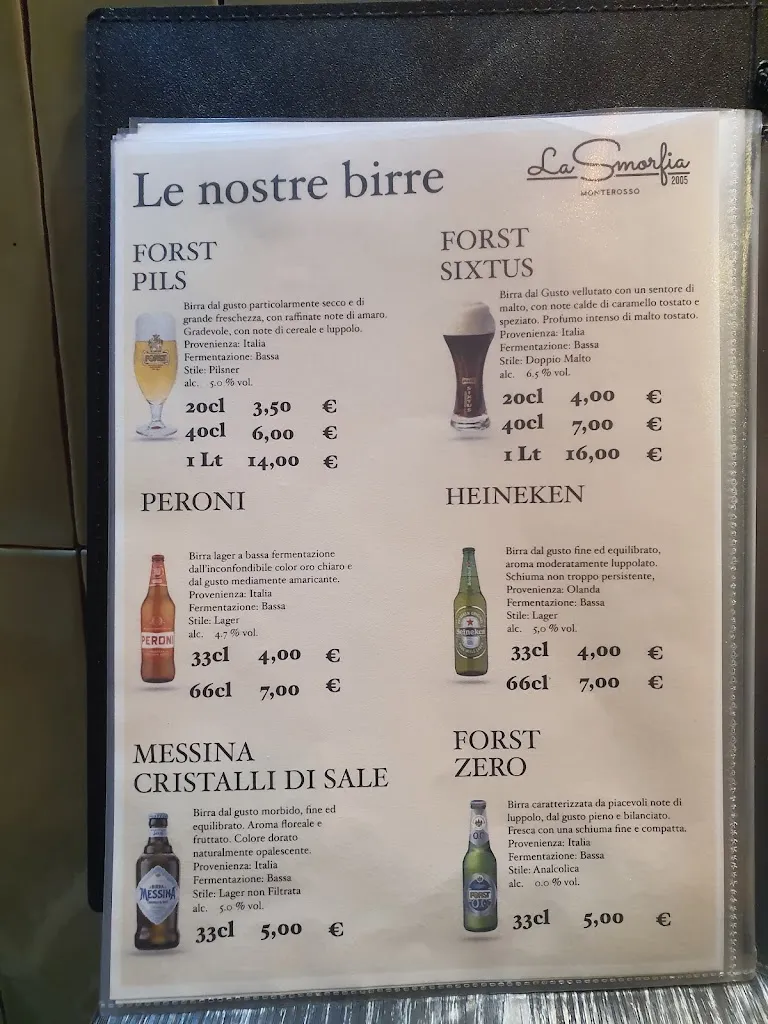 Le nostre birre
La Smorfia
2005
MONTEROSSO
FORST
PILS
Birra dal gusto particolarmente secco e di
grande freschezza, con raffinate note di amaro.
Gradevole, con note di cereale e luppolo.
Provenienza: Italia
Fermentazione: Bassa
Stile: Pilsner
alc. 5.0 % vol.
20cl 3,50 €
40cl 6,00 €
1 Lt 14,00 €
FORST
SIXTUS
Birra dal Gusto vellutato con un sentore di
malto, con note calde di caramello tostato e
speziato. Profumo intenso di malto tostato.
Provenienza: Italia
Fermentazione: Bassa
Stile: Doppio Malto
alc. 6.5 % vol.
20cl 4,00 €
40cl 7,00 €
1 Lt 16,00 €
PERONI
Birra lager a bassa fermentazione
dall'inconfondibile color oro chiaro e
dal gusto mediamente amaricante.
Provenienza: Italia
Fermentazione: Bassa
Stile: Lager
alc. 4.7 % vol.
33cl 4,00 €
66cl 7,00 €
PERONI
HEINEKEN
Birra dal gusto fine ed equilibrato,
aroma moderatamente luppolato.
Schiuma non troppo persistente,
Provenienza: Olanda
Fermentazione: Bassa
Stile: Lager
alc. 5,0 % vol.
33cl 4,00 €
66cl 7,00 €
Heineken
MESSINA
CRISTALLI DI SALE
Birra dal gusto morbido, fine ed
equilibrato. Aroma floreale e
fruttato. Colore dorato
naturalmente opalescente.
Provenienza: Italia
Fermentazione: Bassa
Stile: Lager non Filtrata
alc. 5.0 % vol.
33cl 5,00 €
MESSINA
FORST
ZERO
Birra caratterizzata da piacevoli note di
luppolo, dal gusto pieno e bilanciato.
Fresca con una schiuma fine e compatta.
Provenienza: Italia
Fermentazione: Bassa
Stile: Analcolica
alc. 0.0 % vol.
33cl 5,00 €
FORST